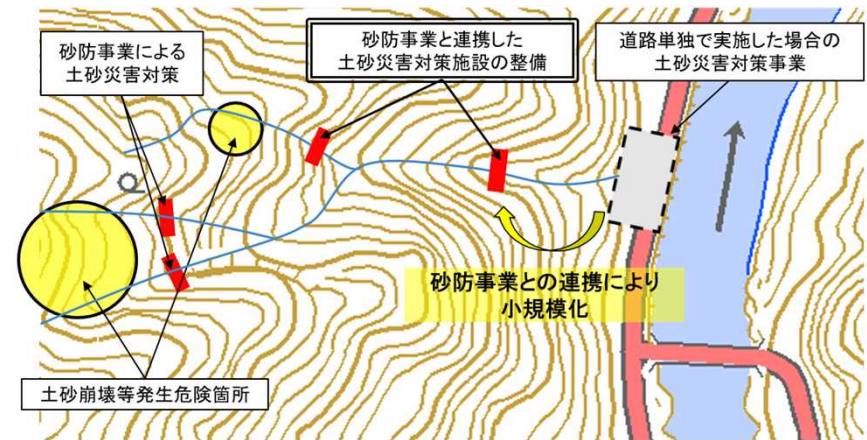 砂防事業による
土砂災害対策
砂防事業と連携した
土砂災害対策施設の整備
道路単独で実施した場合の
土砂災害対策事業
砂防事業との連携により
小規模化
土砂崩壊等発生危険箇所